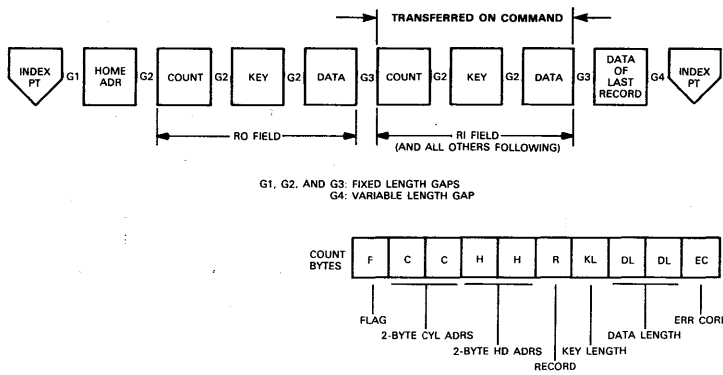 TRANSFERRED ON COMMAND
INDEX PT G1 HOME ADR G2 COUNT G2 KEY G2 DATA G3 COUNT G2 KEY G2 DATA G3 DATA OF LAST RECORD G4 INDEX PT
RO FIELD
RI FIELD
(AND ALL OTHERS FOLLOWING)
G1, G2, AND G3: FIXED LENGTH GAPS
G4: VARIABLE LENGTH GAP
COUNT BYTES F C C H H R KL DL DL EC
FLAG
2-BYTE CYL ADRS
2-BYTE HD ADRS
RECORD
KEY LENGTH
DATA LENGTH
ERR CORR